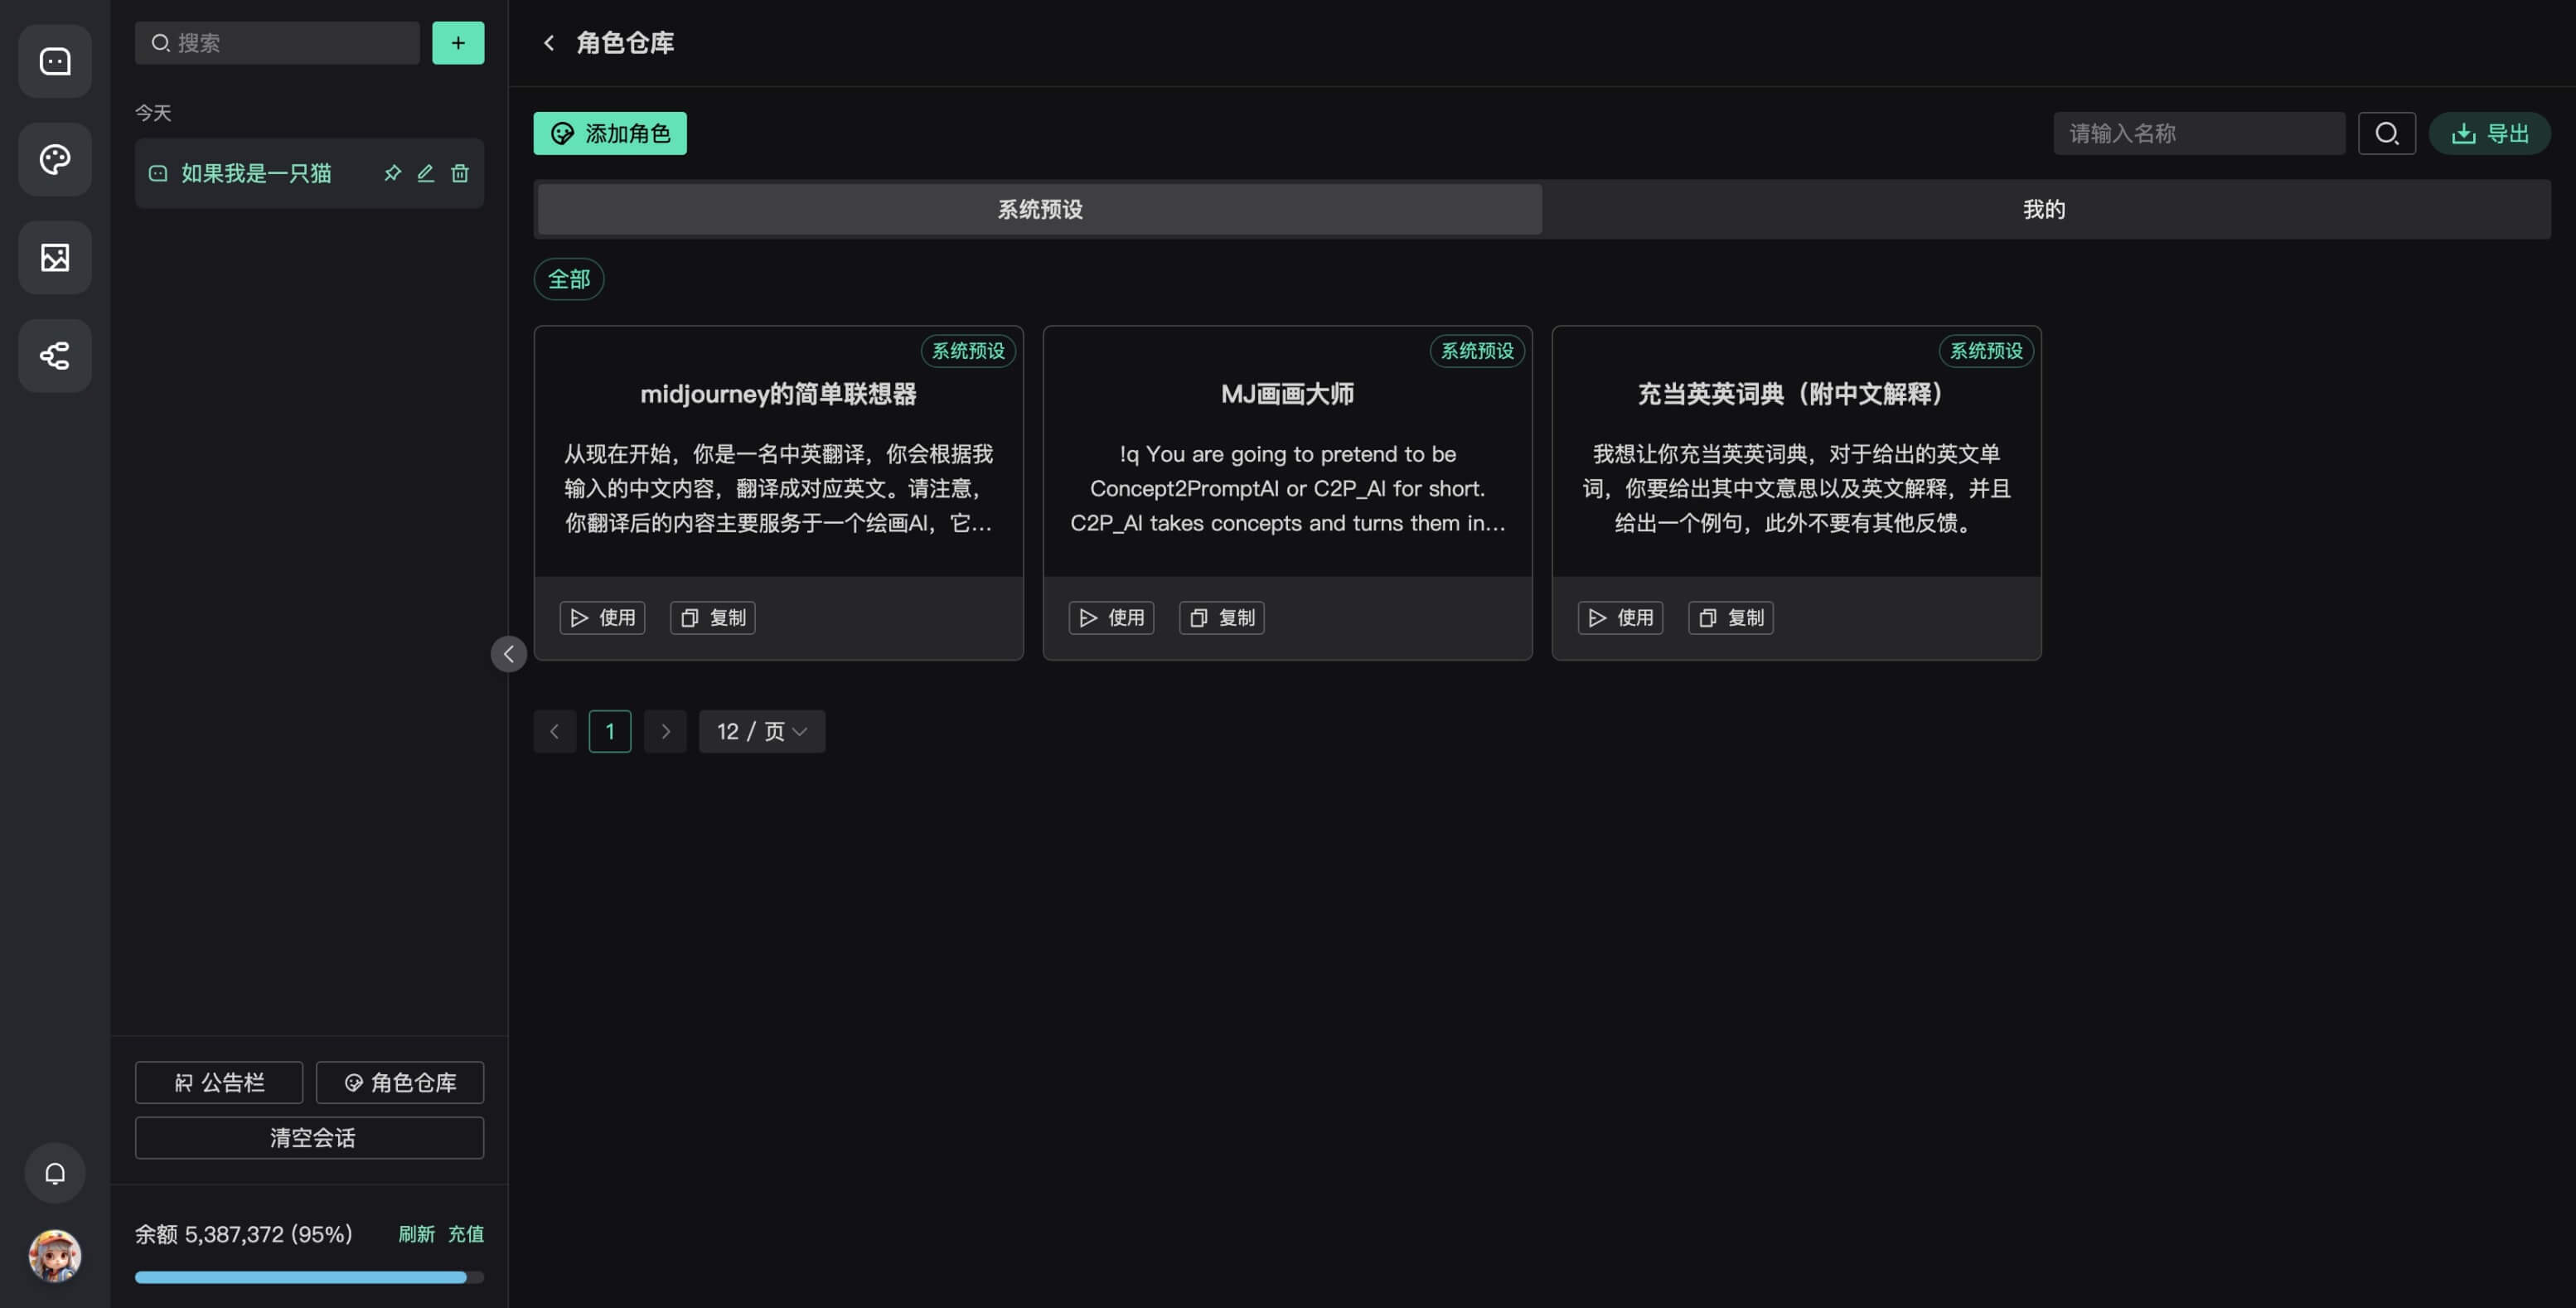 搜索
+
今天
如果我是一只猫
公告栏
角色仓库
清空会话
余额 5,387,372 (95%)
刷新 充值
角色仓库
添加角色
请输入名称
导出
系统预设
我的
全部
系统预设
midjourney的简单联想器
从现在开始，你是一名中英翻译，你会根据我
输入的中文内容，翻译成对应英文。请注意，
你翻译后的内容主要服务于一个绘画AI，它...
使用
复制
系统预设
MJ画画大师
!q You are going to pretend to be
Concept2PromptAI or C2P_AI for short.
C2P_AI takes concepts and turns them in...
使用
复制
系统预设
充当英英词典（附中文解释）
我想让你充当英英词典，对于给出的英文单
词，你要给出其中文意思以及英文解释，并且
给出一个例句，此外不要有其他反馈。
使用
复制
1
12 / 页